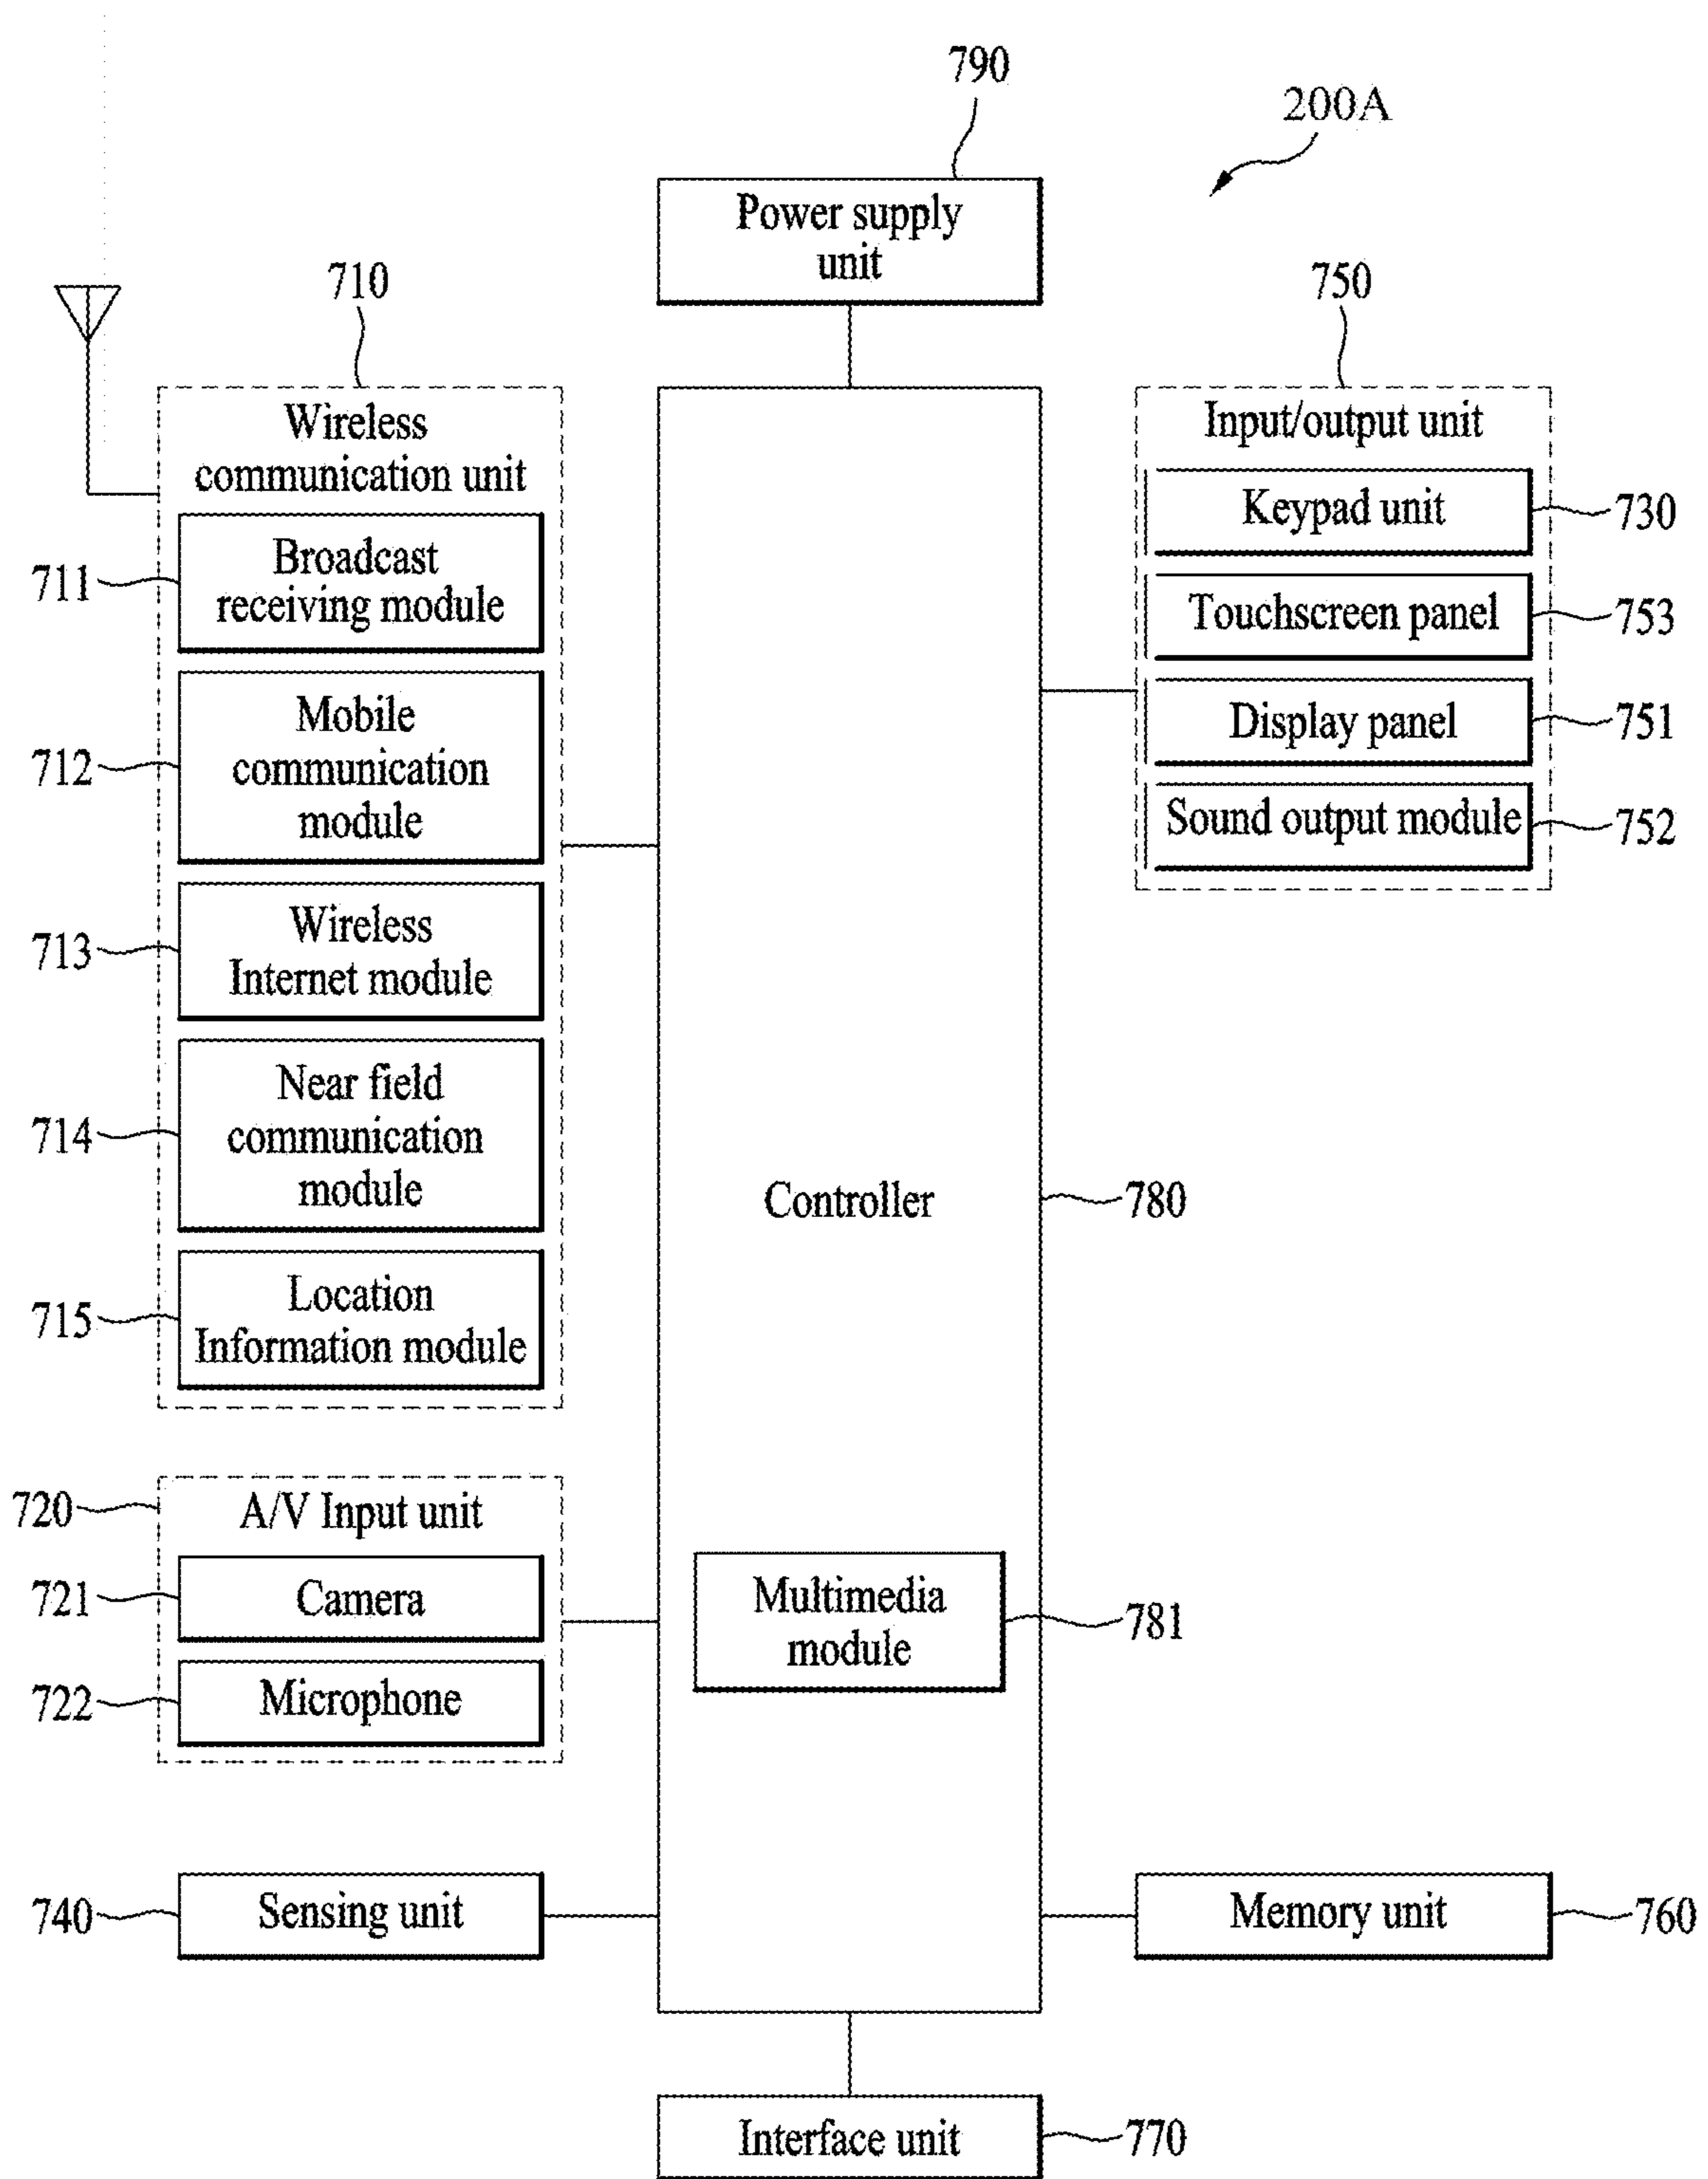 790
200A
Power supply
unit
710
750
Wireless
communication unit
Input/output unit
711
Broadcast
receiving module
Keypad unit
730
712
Mobile
communication
module
Touchscreen panel
753
Display panel
751
Sound output module
752
713
Wireless
Internet module
714
Near field
communication
module
Controller
780
715
Location
Information module
720
A/V Input unit
721
Camera
Multimedia
module
781
722
Microphone
740
Sensing unit
Memory unit
760
Interface unit
770